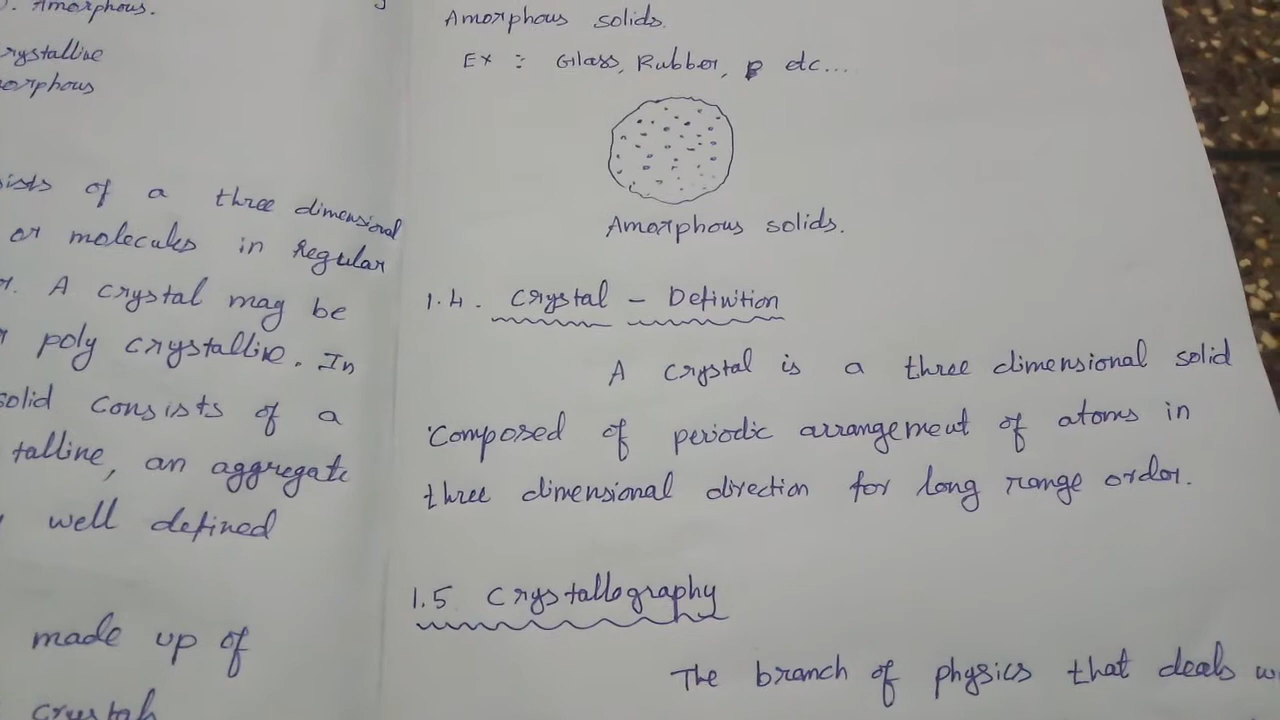 ). Amorphous.
rystalline
orphous
ists of a three dimensional
or molecules in regular
r. A crystal may be
r poly crystalline. In
solid consists of a
talline, an aggregate
well defined
made up of
crystals
Amorphous solids.
Ex : Glass, Rubber, etc...
Amorphous solids.
1.4. Crystal - Definition
A crystal is a three dimensional solid
composed of periodic arrangement of atoms in
three dimensional direction for long range order.
1.5 Crystallography
The branch of physics that deals w